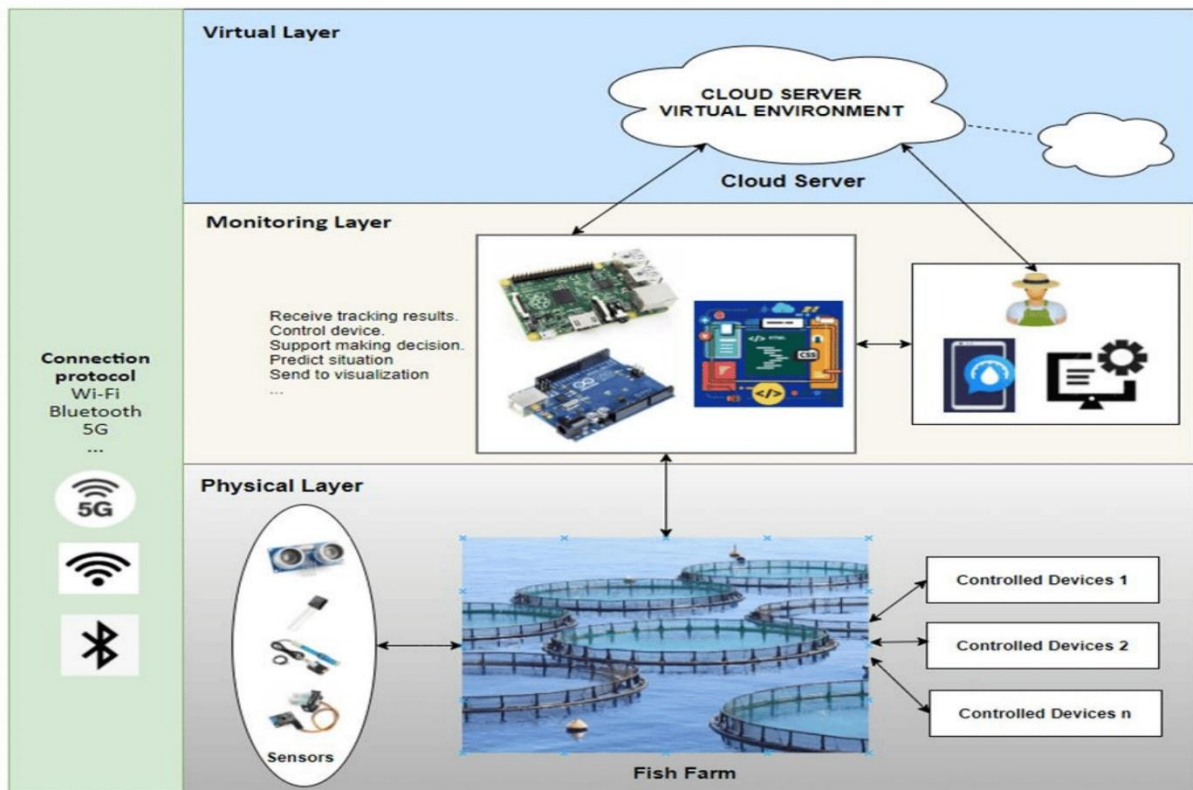 Virtual Layer
CLOUD SERVER
VIRTUAL ENVIRONMENT
Cloud Server
Monitoring Layer
Receive tracking results.
Control device.
Support making decision.
Predict situation
Send to visualization
...
</> HTML
CSS
</>
Connection
protocol
Wi-Fi
Bluetooth
5G
...
5G
Physical Layer
Sensors
Fish Farm
Controlled Devices 1
Controlled Devices 2
Controlled Devices n